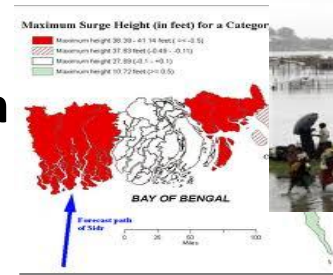 Maximum Surge Height (in feet) for a Categor
Maximum height 38.39 - 41.14 feet ( <= -0.5)
Maximum height 37.93 feet (-0.49 - -0.11)
Maximum height 27.89 (-0.1 - +0.1)
Maximum height 10.72 feet (>= 0.5)
BAY OF BENGAL
Forecast path
of Sidr
0 25 50 100
Miles